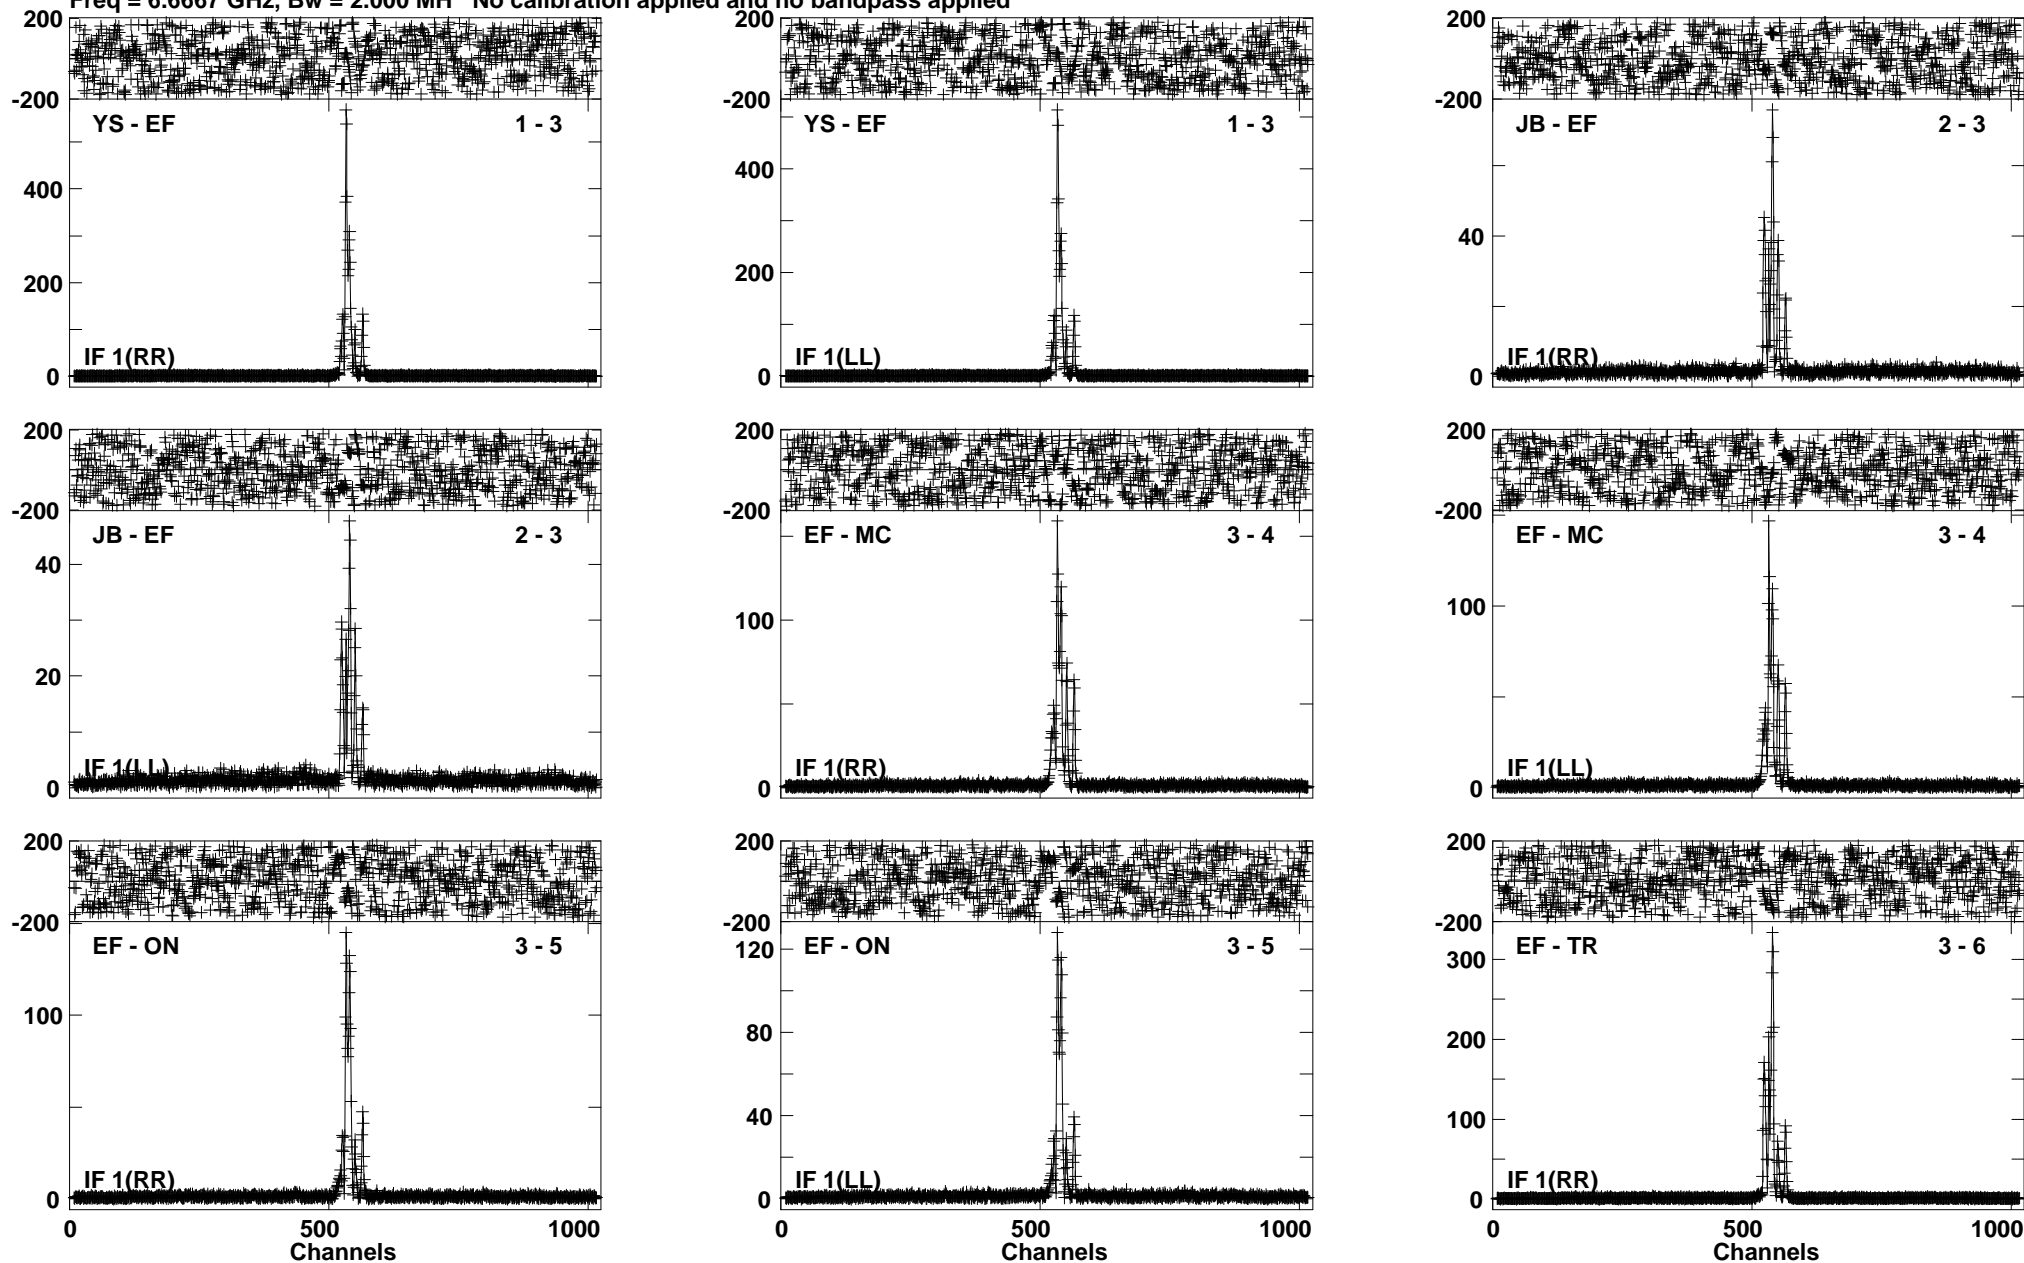 Freq = 6.6667 GHz, Bw = 2.000 MH No calibration applied and no bandpass applied
200
-200
YS - EF 1 - 3
400
200
0
IF 1(RR)
200
-200
YS - EF 1 - 3
400
200
0
IF 1(LL)
200
-200
JB - EF 2 - 3
40
0
IF 1(RR)
200
-200
JB - EF 2 - 3
40
20
0
IF 1(LL)
200
-200
EF - MC 3 - 4
100
0
IF 1(RR)
200
-200
EF - MC 3 - 4
100
0
IF 1(LL)
200
-200
EF - ON 3 - 5
100
0
IF 1(RR)
0 500 1000
Channels
200
-200
EF - ON 3 - 5
120
80
40
0
IF 1(LL)
0 500 1000
Channels
200
-200
EF - TR 3 - 6
300
200
100
0
IF 1(RR)
0 500 1000
Channels